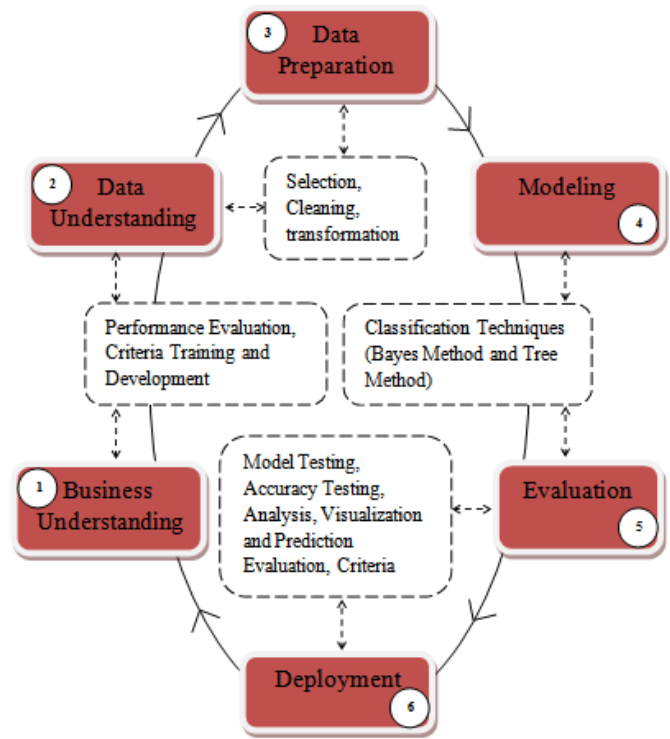 3
Data
Preparation
2
Data
Understanding
Selection,
Cleaning,
transformation
Modeling
4
Performance Evaluation,
Criteria Training and
Development
Classification Techniques
(Bayes Method and Tree
Method)
1
Business
Understanding
Model Testing,
Accuracy Testing,
Analysis, Visualization
and Prediction
Evaluation, Criteria
Evaluation
5
Deployment
6